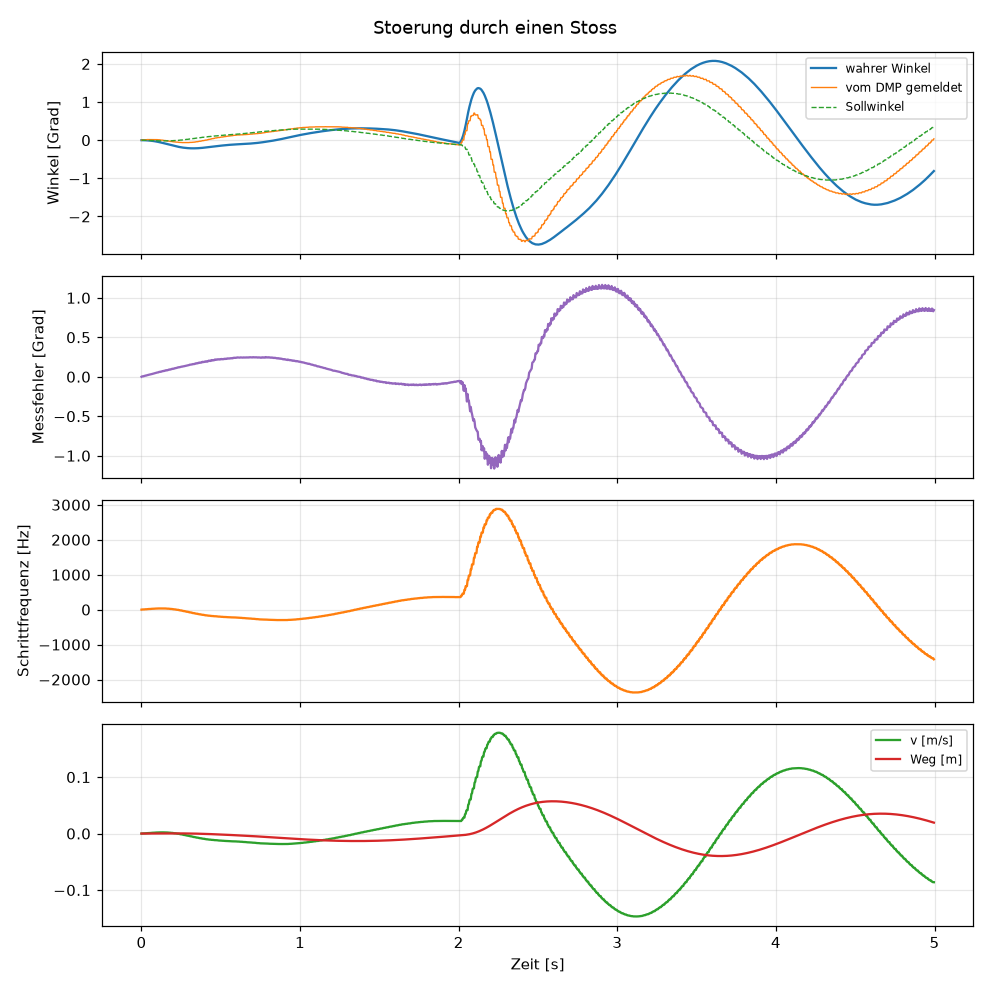 Stoerung durch einen Stoss
Winkel [Grad]
2
1
0
−1
−2
wahrer Winkel
vom DMP gemeldet
Sollwinkel
Messfehler [Grad]
1.0
0.5
0.0
−0.5
−1.0
Schrittfrequenz [Hz]
3000
2000
1000
0
−1000
−2000
0.1
0.0
−0.1
v [m/s]
Weg [m]
0 1 2 3 4 5
Zeit [s]